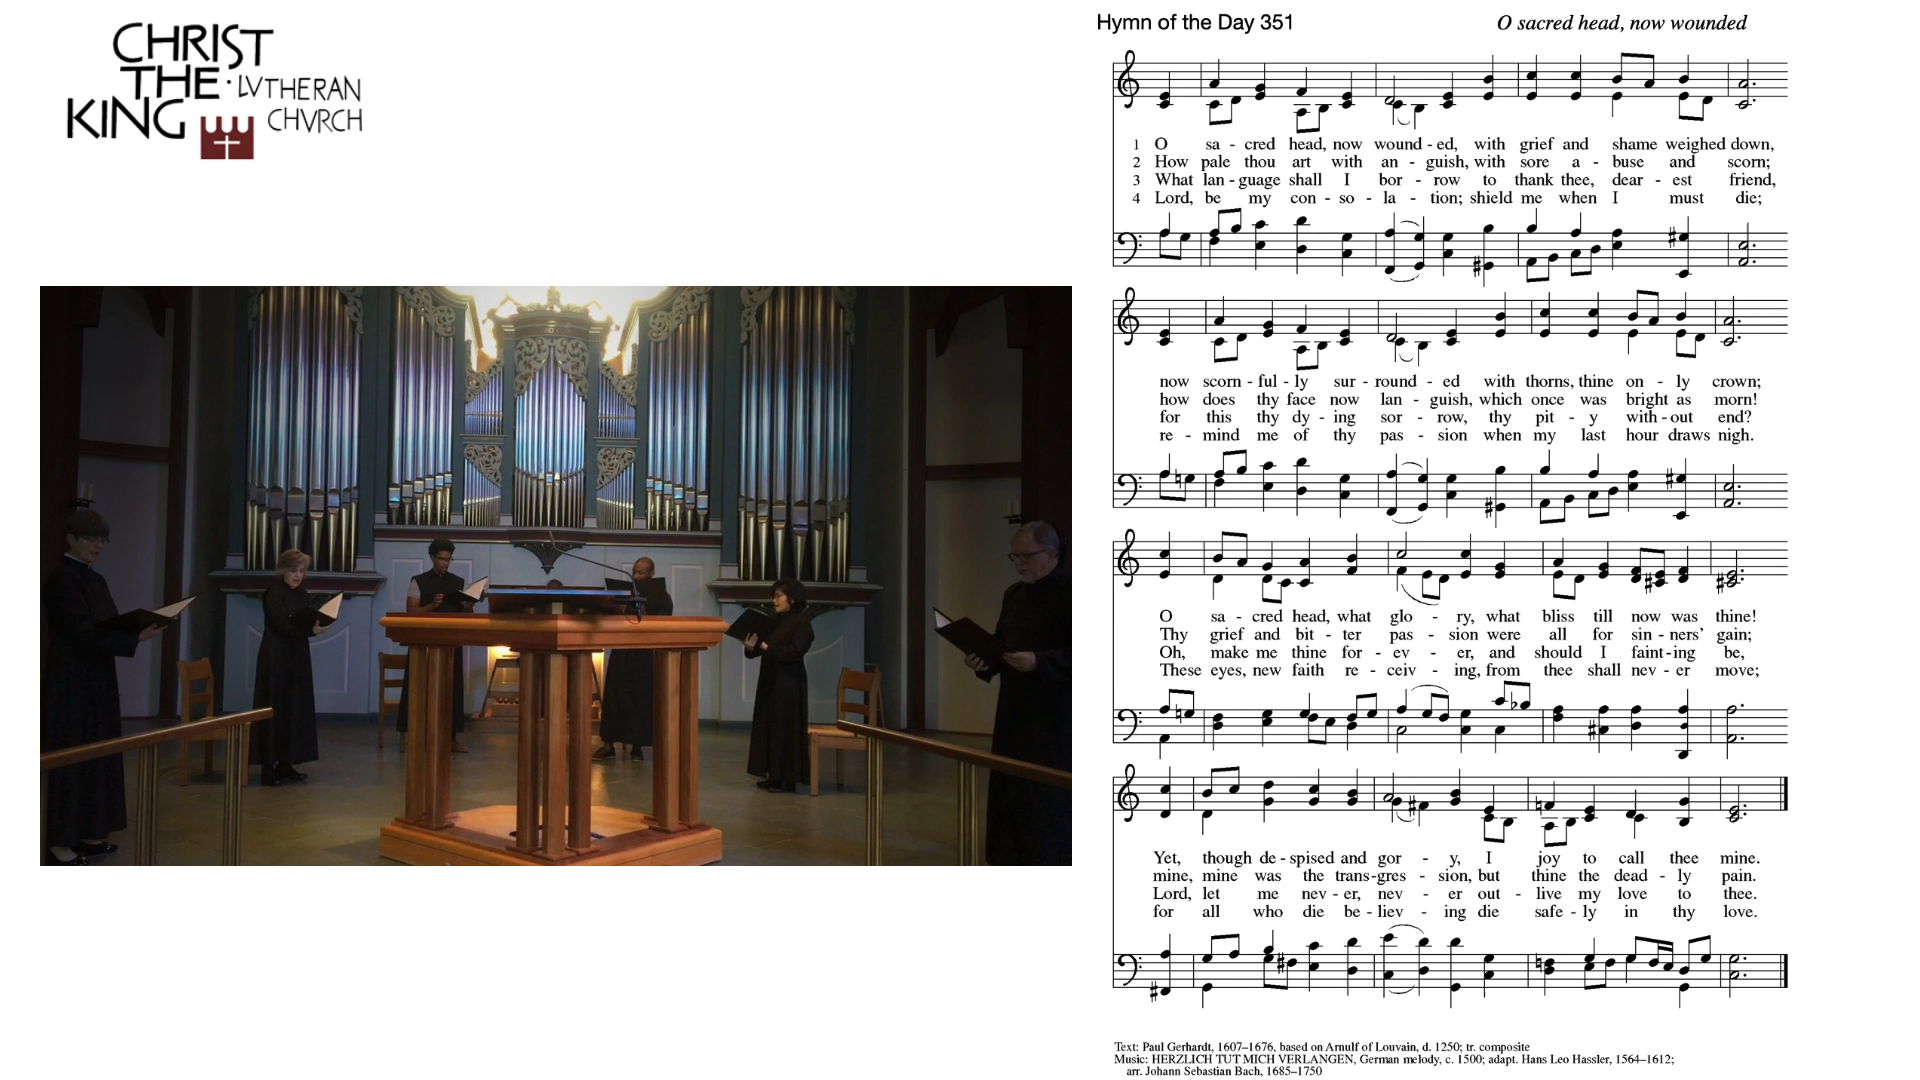 CHRIST
THE · LVTHERAN
KING CHVRCH
Hymn of the Day 351
O sacred head, now wounded
1 O sa - cred head, now wound - ed, with grief and shame weighed down,
2 How pale thou art with an - guish, with sore a - buse and scorn;
3 What lan - guage shall I bor - row to thank thee, dear - est friend,
4 Lord, be my con - so - la - tion; shield me when I must die;
now scorn - ful - ly sur - round - ed with thorns, thine on - ly crown;
how does thy face now lan - guish, which once was bright as morn!
for this thy dy - ing sor - row, thy pit - y with - out end?
re - mind me of thy pas - sion when my last hour draws nigh.
O sa - cred head, what glo - ry, what bliss till now was thine!
Thy grief and bit - ter pas - sion were all for sin - ners' gain;
Oh, make me thine for - ev - er, and should I faint - ing be,
These eyes, new faith re - ceiv - ing, from thee shall nev - er move;
Yet, though de - spised and gor - y, I joy to call thee mine.
mine, mine was the trans - gres - sion, but thine the dead - ly pain.
Lord, let me nev - er, nev - er out - live my love to thee.
for all who die be - liev - ing die safe - ly in thy love.
Text: Paul Gerhardt, 1607–1676, based on Arnulf of Louvain, d. 1250; tr. composite
Music: HERZLICH TUT MICH VERLANGEN, German melody, c. 1500; adapt. Hans Leo Hassler, 1564–1612;
arr. Johann Sebastian Bach, 1685–1750